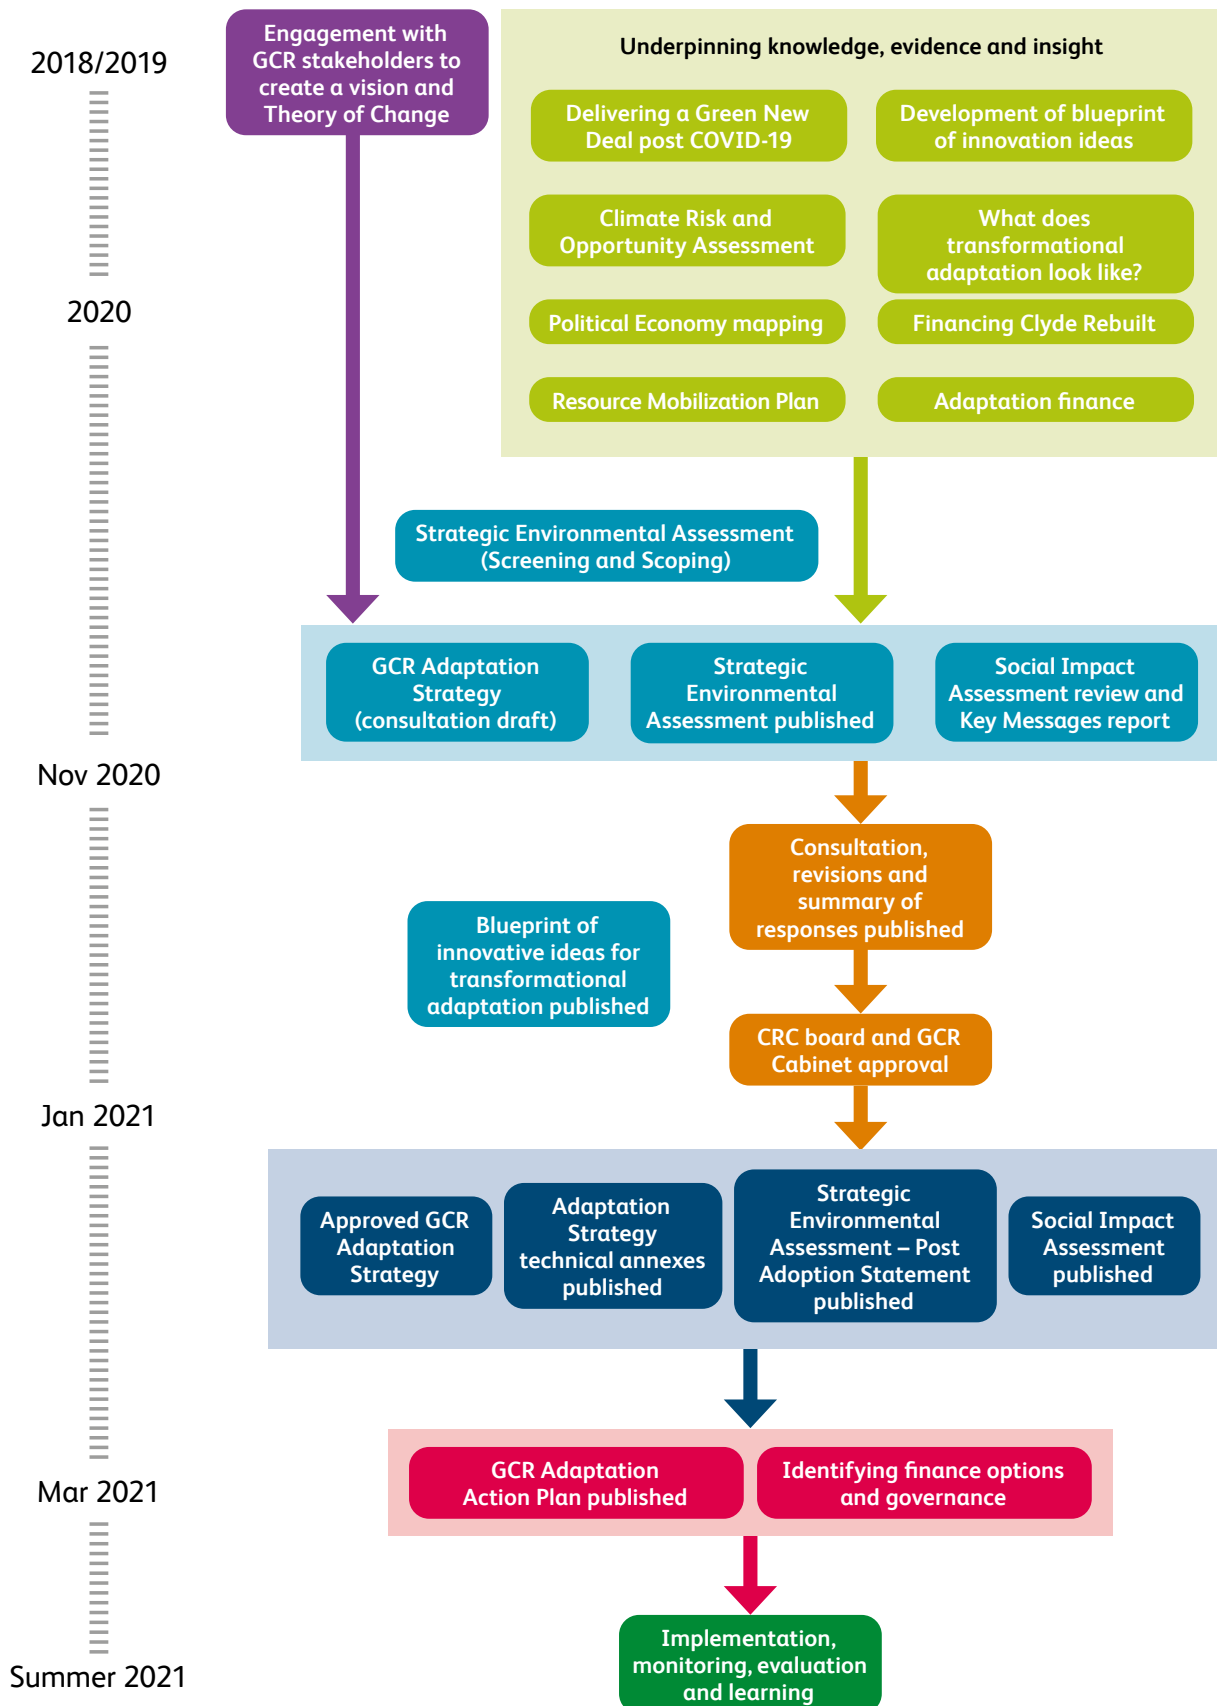 2018/2019
Engagement with
GCR stakeholders to
create a vision and
Theory of Change
Underpinning knowledge, evidence and insight
Delivering a Green New
Deal post COVID-19
Development of blueprint
of innovation ideas
Climate Risk and
Opportunity Assessment
What does
transformational
adaptation look like?
2020
Political Economy mapping
Financing Clyde Rebuilt
Resource Mobilization Plan
Adaptation finance
Strategic Environmental Assessment
(Screening and Scoping)
GCR Adaptation
Strategy
(consultation draft)
Strategic
Environmental
Assessment published
Social Impact
Assessment review and
Key Messages report
Nov 2020
Consultation,
revisions and
summary of
responses published
Blueprint of
innovative ideas for
transformational
adaptation published
CRC board and GCR
Cabinet approval
Jan 2021
Approved GCR
Adaptation
Strategy
Adaptation
Strategy
technical annexes
published
Strategic
Environmental
Assessment – Post
Adoption Statement
published
Social Impact
Assessment
published
GCR Adaptation
Action Plan published
Identifying finance options
and governance
Mar 2021
Implementation,
monitoring, evaluation
and learning
Summer 2021